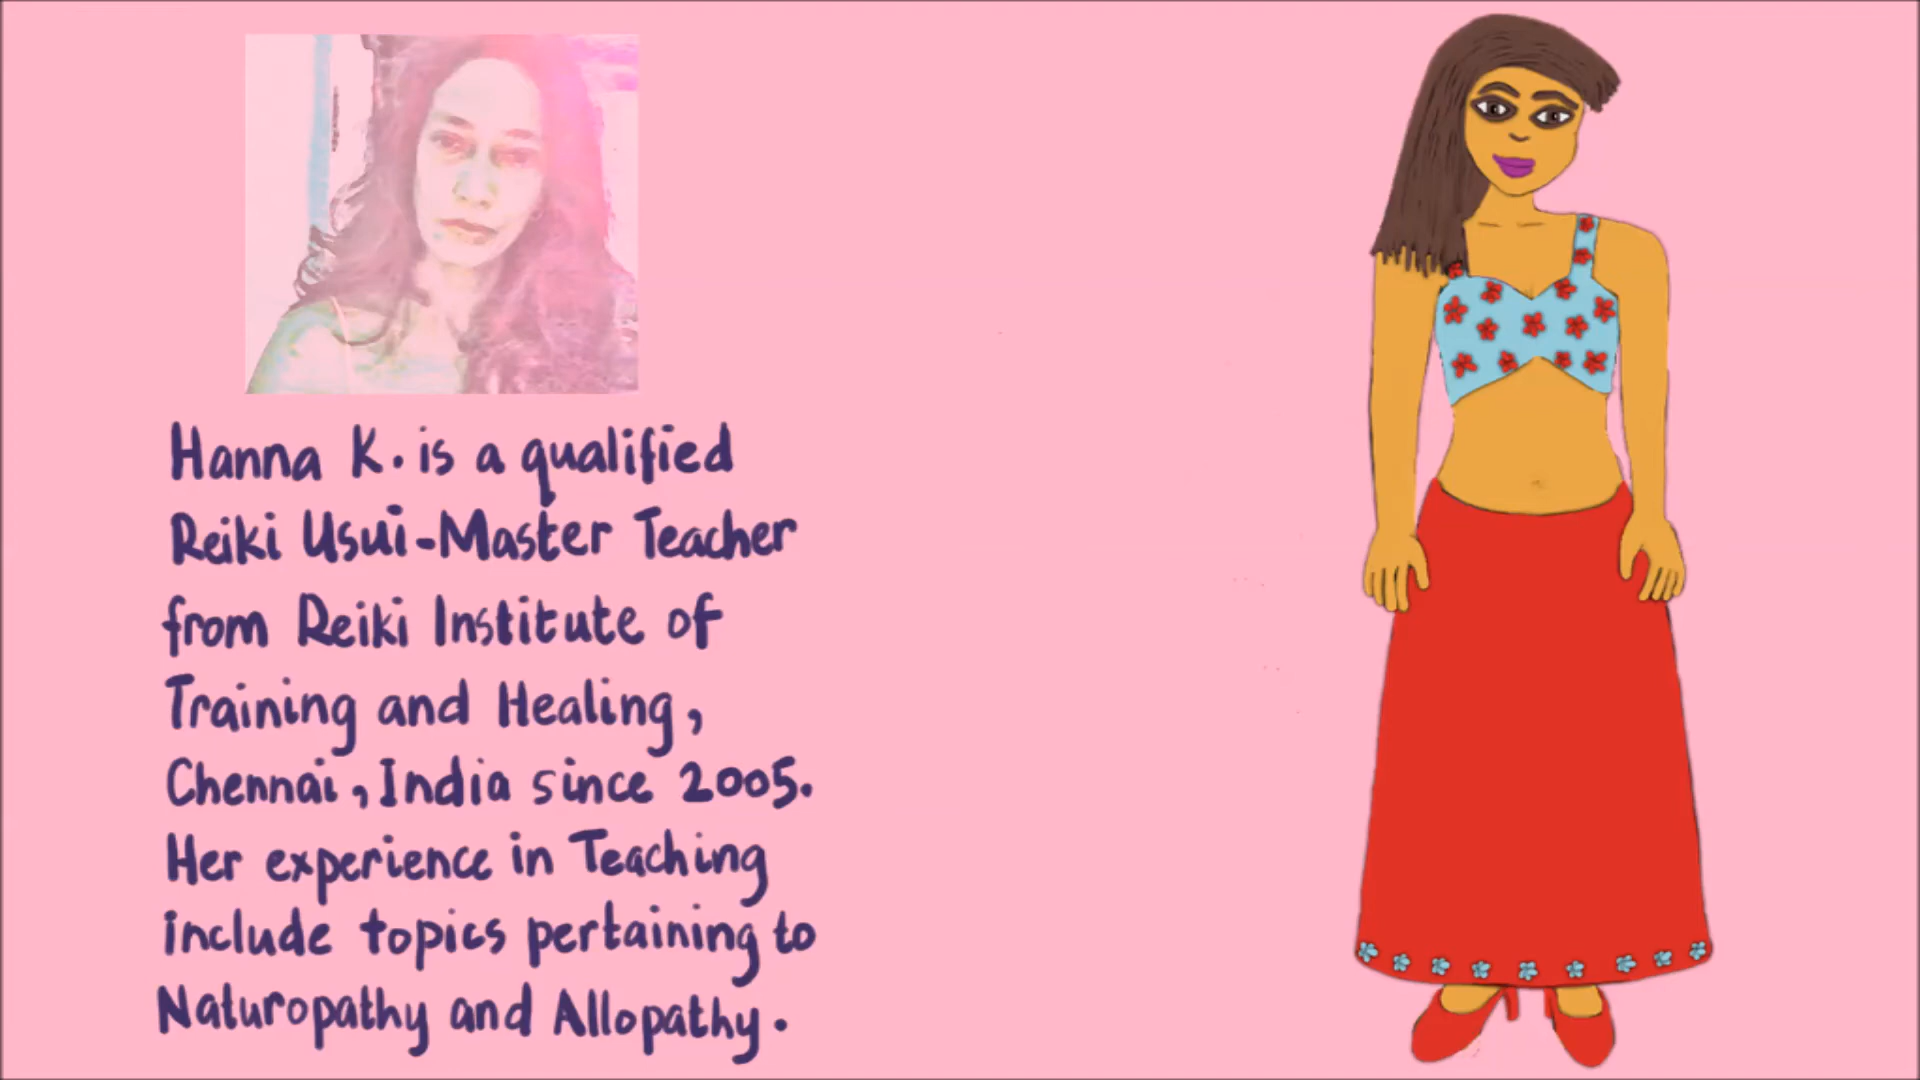 Hanna K. is a qualified
Reiki Usui-Master Teacher
from Reiki Institute of
Training and Healing,
Chennai, India since 2005.
Her experience in Teaching
include topics pertaining to
Naturopathy and Allopathy.